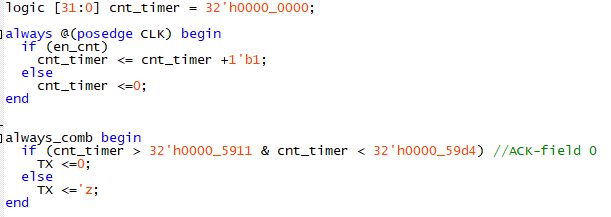 logic [31:0] cnt_timer = 32'h0000_0000;
always @(posedge CLK) begin
if (en_cnt)
cnt_timer <= cnt_timer +1'b1;
else
cnt_timer <=0;
end
always_comb begin
if (cnt_timer > 32'h0000_5911 & cnt_timer < 32'h0000_59d4) //ACK-field 0
TX <=0;
else
TX <='z;
end